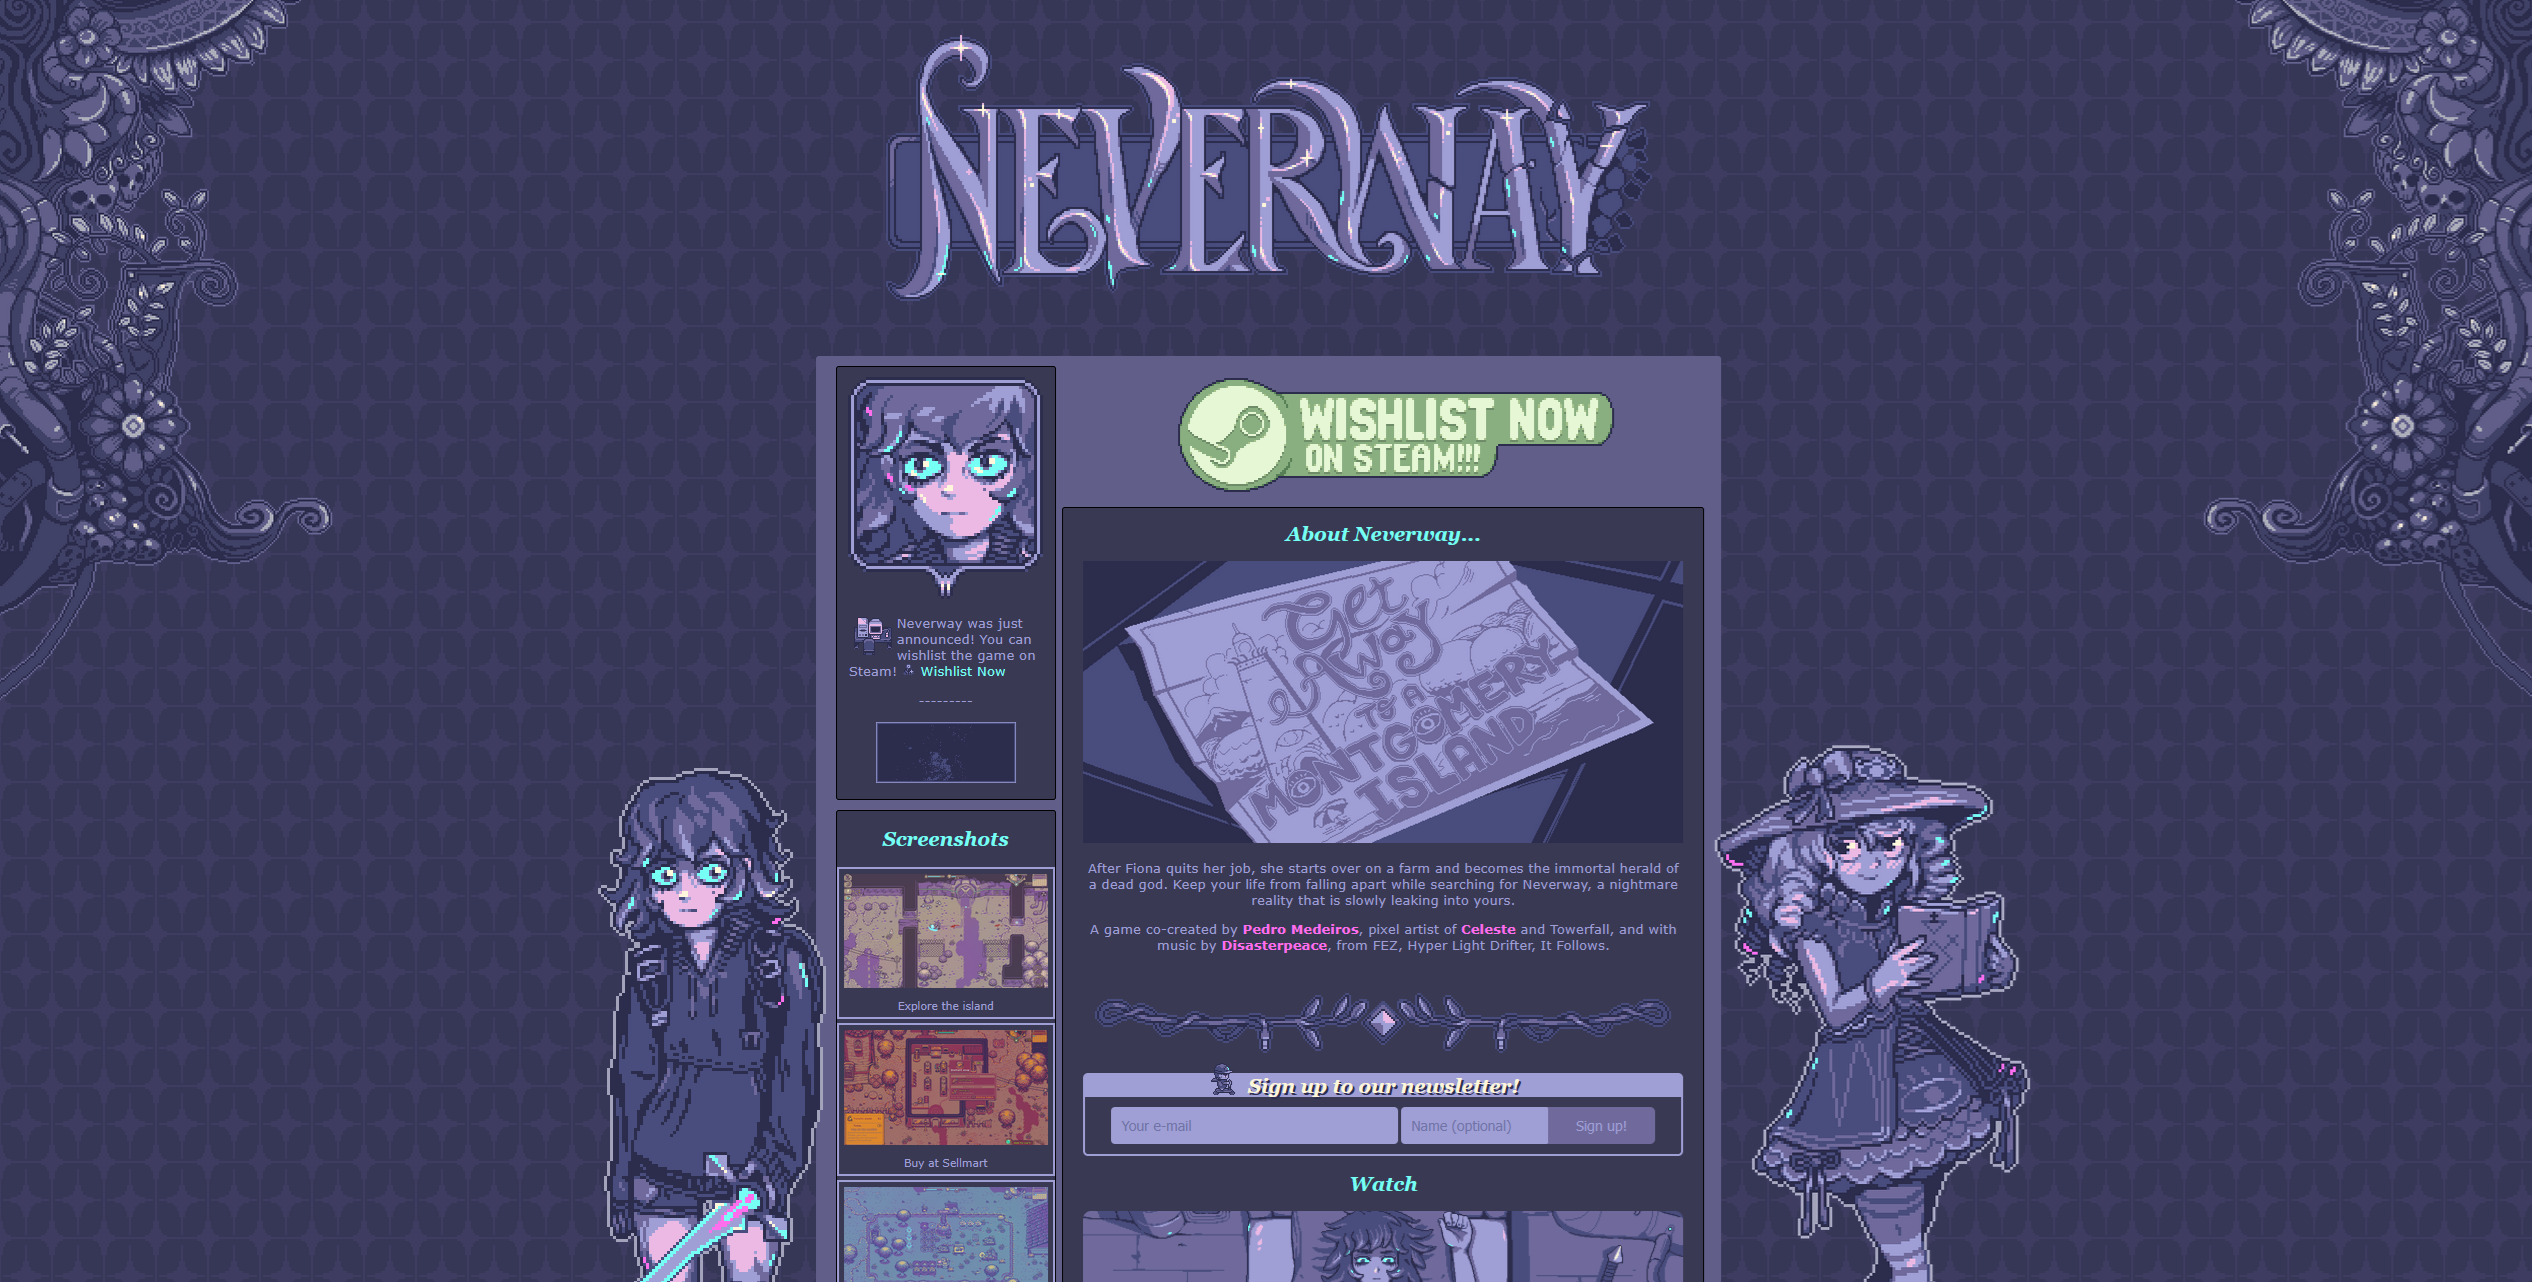 NEVERWAY
WISHLIST NOW
ON STEAM!!!
Neverway was just
announced! You can
wishlist the game on
Steam! Wishlist Now
---------
Screenshots
Explore the island
Buy at Sellmart
About Neverway...
Get
Away
To A
MONTGOMERY
ISLAND
After Fiona quits her job, she starts over on a farm and becomes the immortal herald of
a dead god. Keep your life from falling apart while searching for Neverway, a nightmare
reality that is slowly leaking into yours.
A game co-created by Pedro Medeiros, pixel artist of Celeste and Towerfall, and with
music by Disasterpeace, from FEZ, Hyper Light Drifter, It Follows.
Sign up to our newsletter!
Your e-mail
Name (optional)
Sign up!
Watch